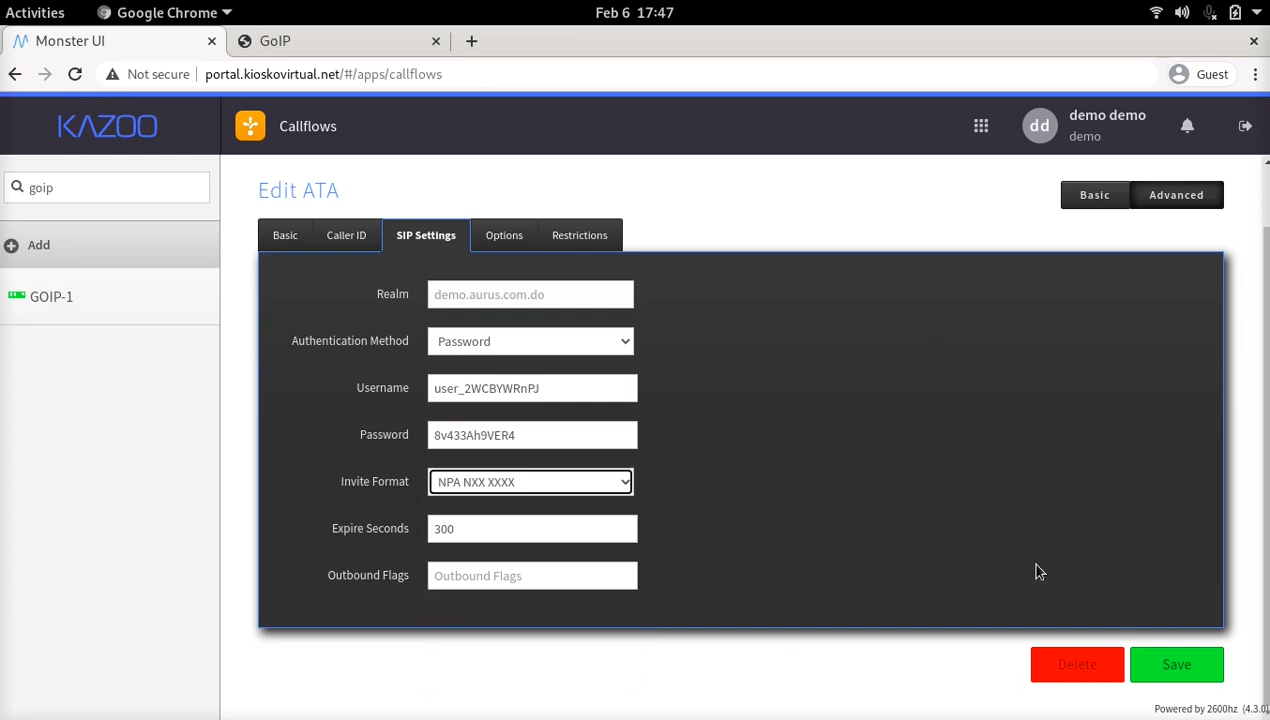 Activities Google Chrome Feb 6 17:47
Monster UI GoIP
Not secure portal.kioskovirtual.net/#/apps/callflows Guest
KAZOO Callflows dd demo demo
demo
goip
Add
GOIP-1
Edit ATA
Basic Advanced
Basic Caller ID SIP Settings Options Restrictions
Realm demo.aurus.com.do
Authentication Method Password
Username user_2WCBYWRnPJ
Password 8v433Ah9VER4
Invite Format NPA NXX XXXX
Expire Seconds 300
Outbound Flags Outbound Flags
Delete Save
Powered by 2600hz (4.3.0)